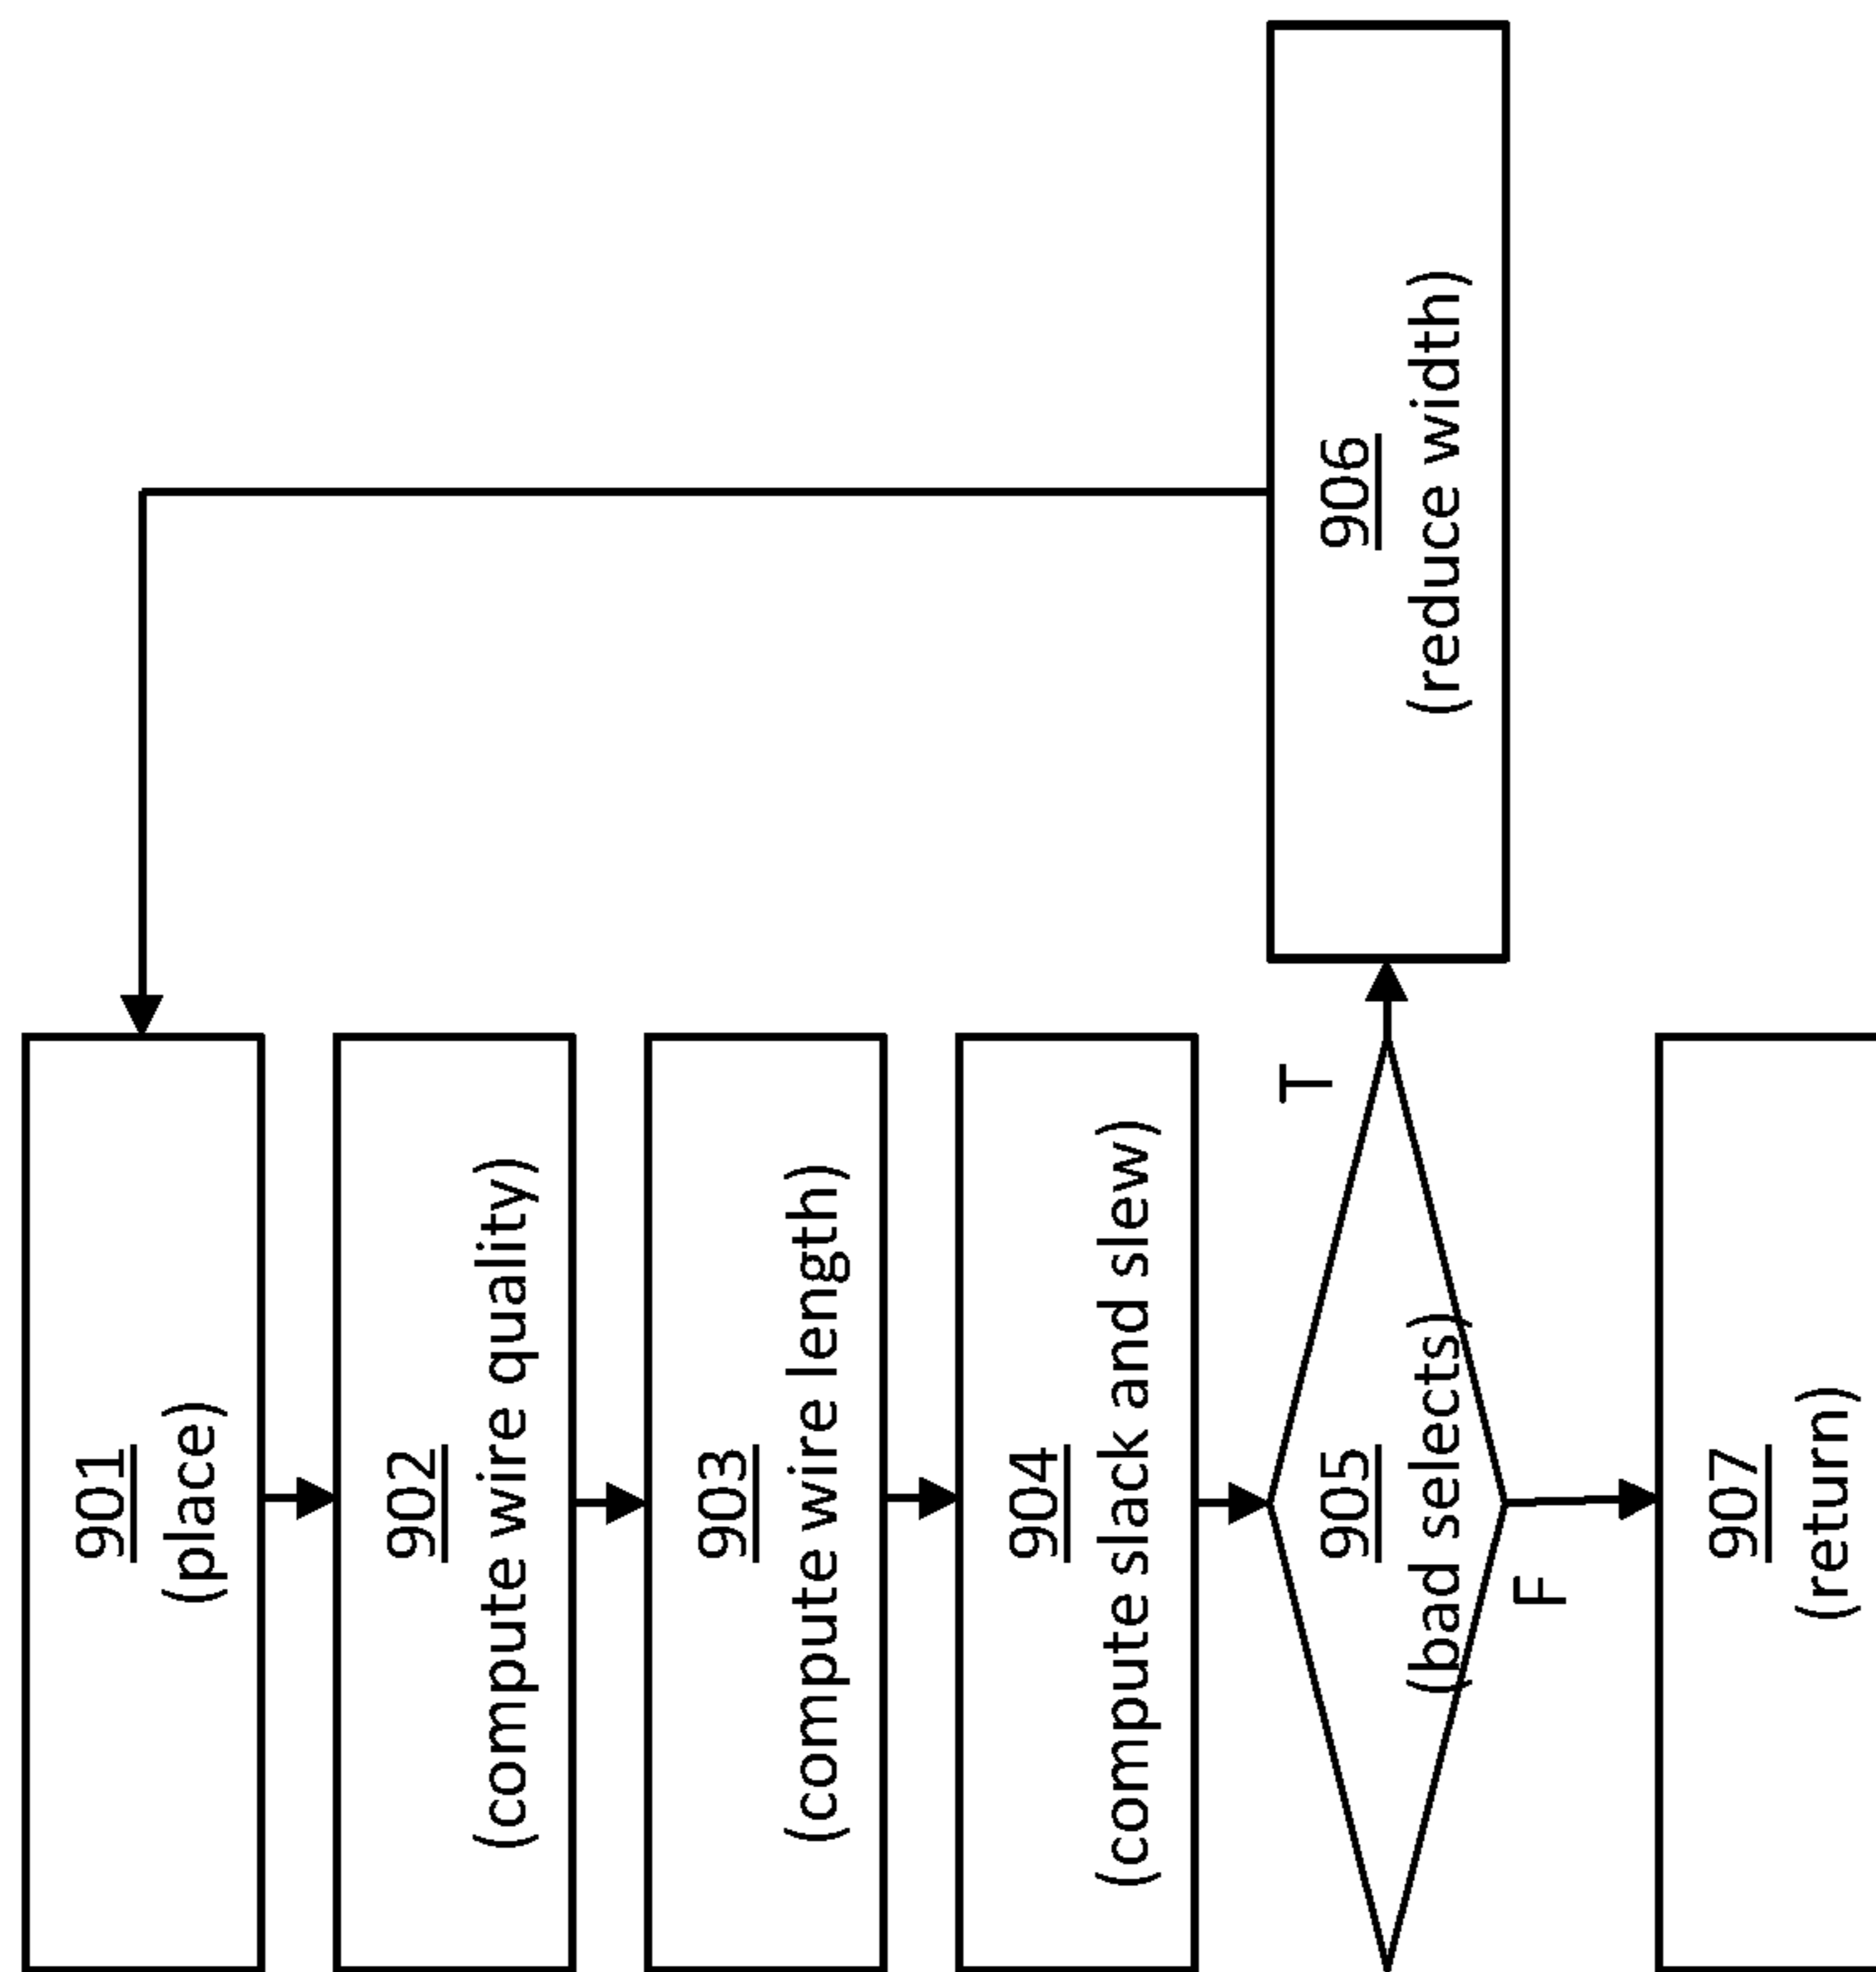 901
(place)
902
(compute wire quality)
903
(compute wire length)
904
(compute slack and slew)
905
(bad selects)
T
F
906
(reduce width)
907
(return)